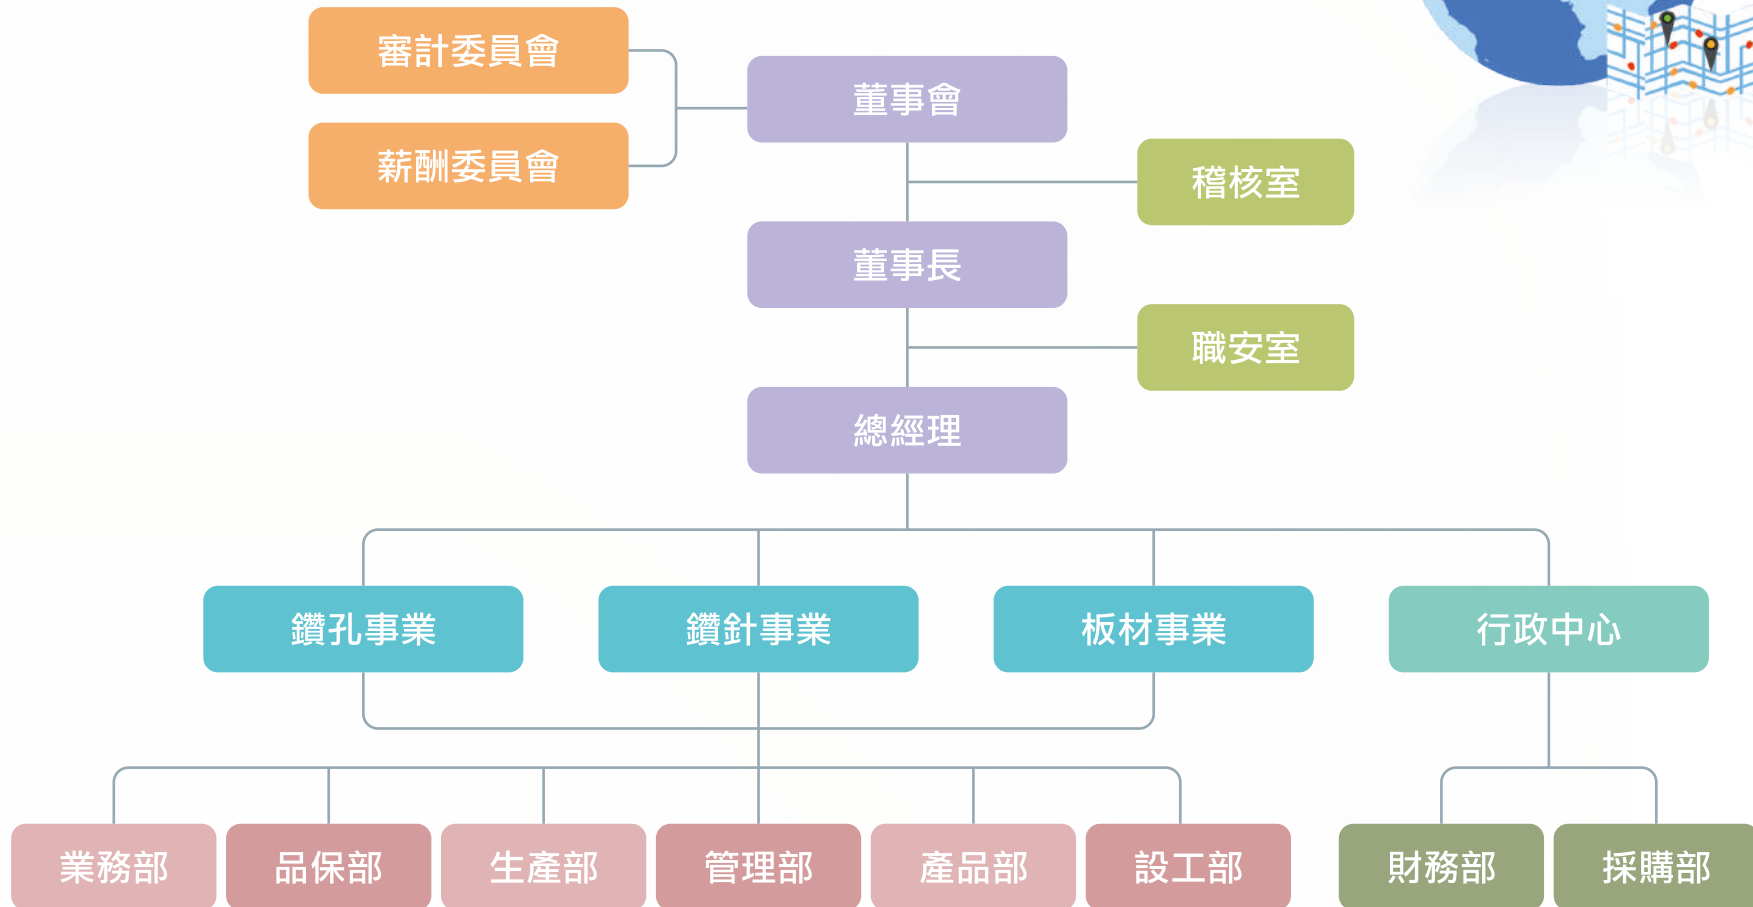 審計委員會
董事會
薪酬委員會
稽核室
董事長
職安室
總經理
鑽孔事業
鑽針事業
板材事業
行政中心
業務部
品保部
生產部
管理部
產品部
設工部
財務部
採購部